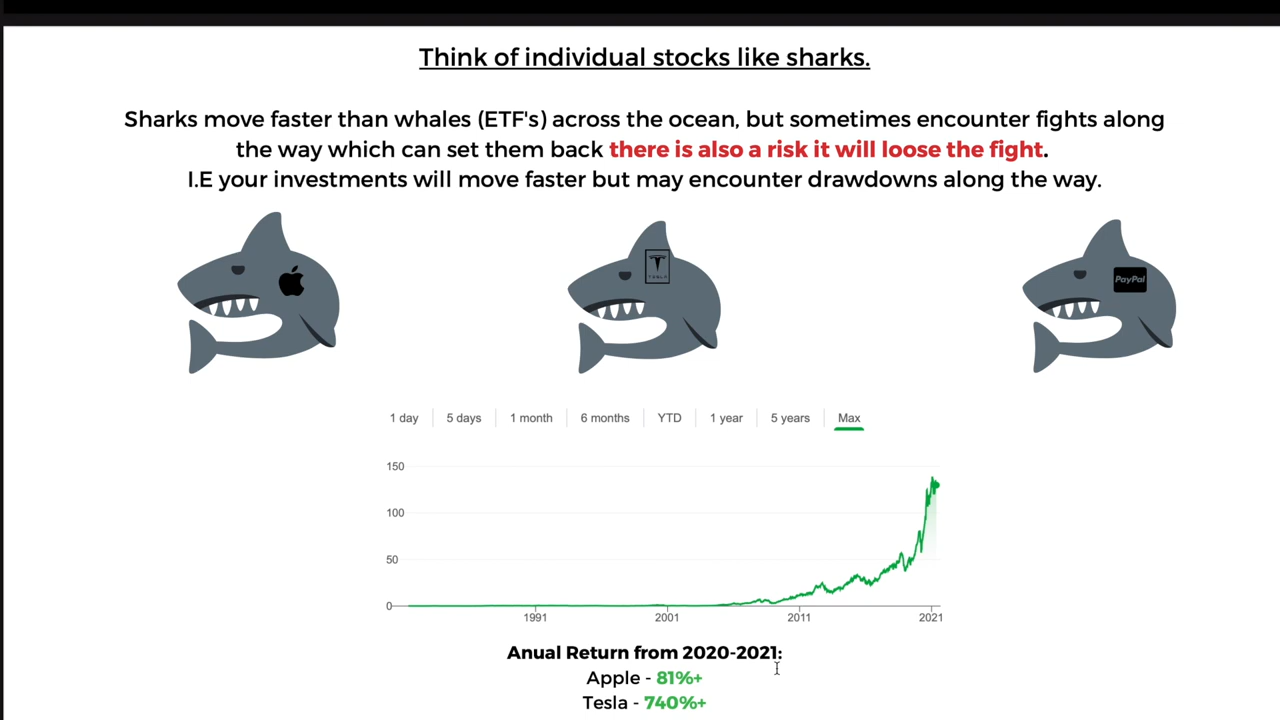 Think of individual stocks like sharks.
Sharks move faster than whales (ETF's) across the ocean, but sometimes encounter fights along
the way which can set them back there is also a risk it will loose the fight.
I.E your investments will move faster but may encounter drawdowns along the way.
TESLA
PayPal
1 day 5 days 1 month 6 months YTD 1 year 5 years Max
150
100
50
0
1991 2001 2011 2021
Anual Return from 2020-2021:
Apple - 81%+
Tesla - 740%+